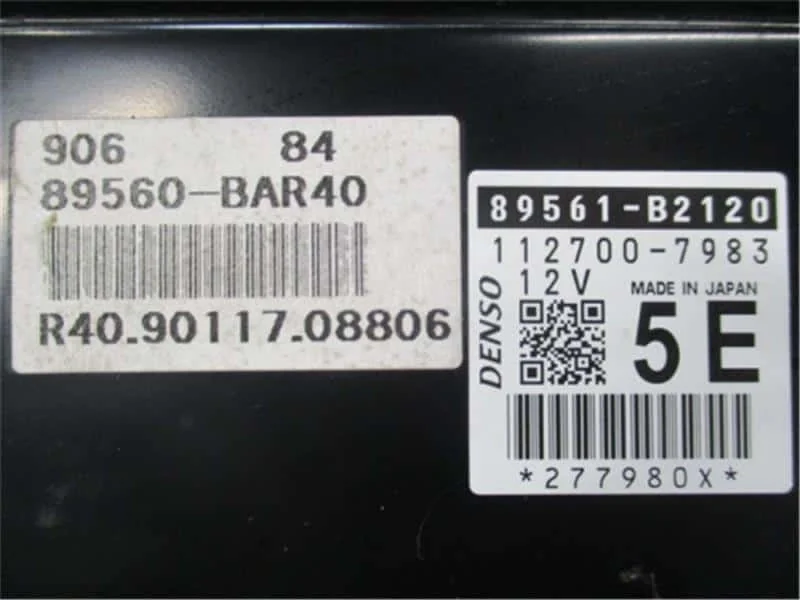 906 84
89560-BAR40
R40.90117.08806
89561-B2120
112700-7983
12V
MADE IN JAPAN
DENSO
5E
*277980X*